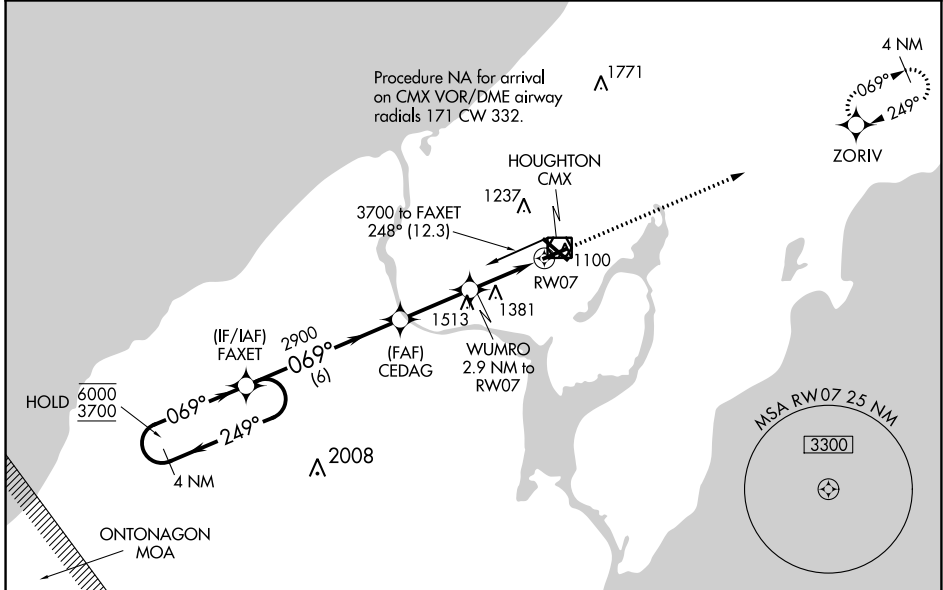 4 NM
Procedure NA for arrival
on CMX VOR/DME airway
radials 171 CW 332.
1771
069°
249°
ZORIV
HOUGHTON
CMX
1237
3700 to FAXET
248° (12.3)
1100
RW07
1513
1381
(IF/IAF)
FAXET
2900
069°
(6)
(FAF)
CEDAG
WUMRO
2.9 NM to
RW07
HOLD
6000
3700
069°
249°
4 NM
2008
MSA RW07 25 NM
3300
ONTONAGON
MOA